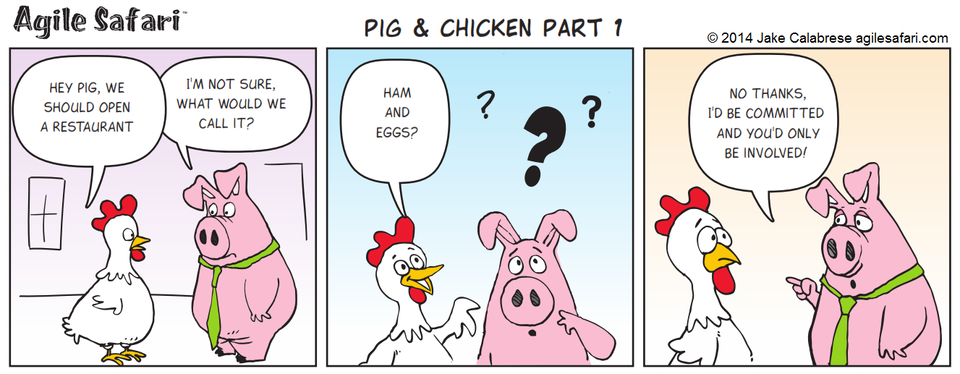 Agile Safari™
PIG & CHICKEN PART 1
© 2014 Jake Calabrese agilesafari.com
HEY PIG, WE
SHOULD OPEN
A RESTAURANT
I'M NOT SURE,
WHAT WOULD WE
CALL IT?
HAM
AND
EGGS?
? ? ?
NO THANKS,
I'D BE COMMITTED
AND YOU'D ONLY
BE INVOLVED!